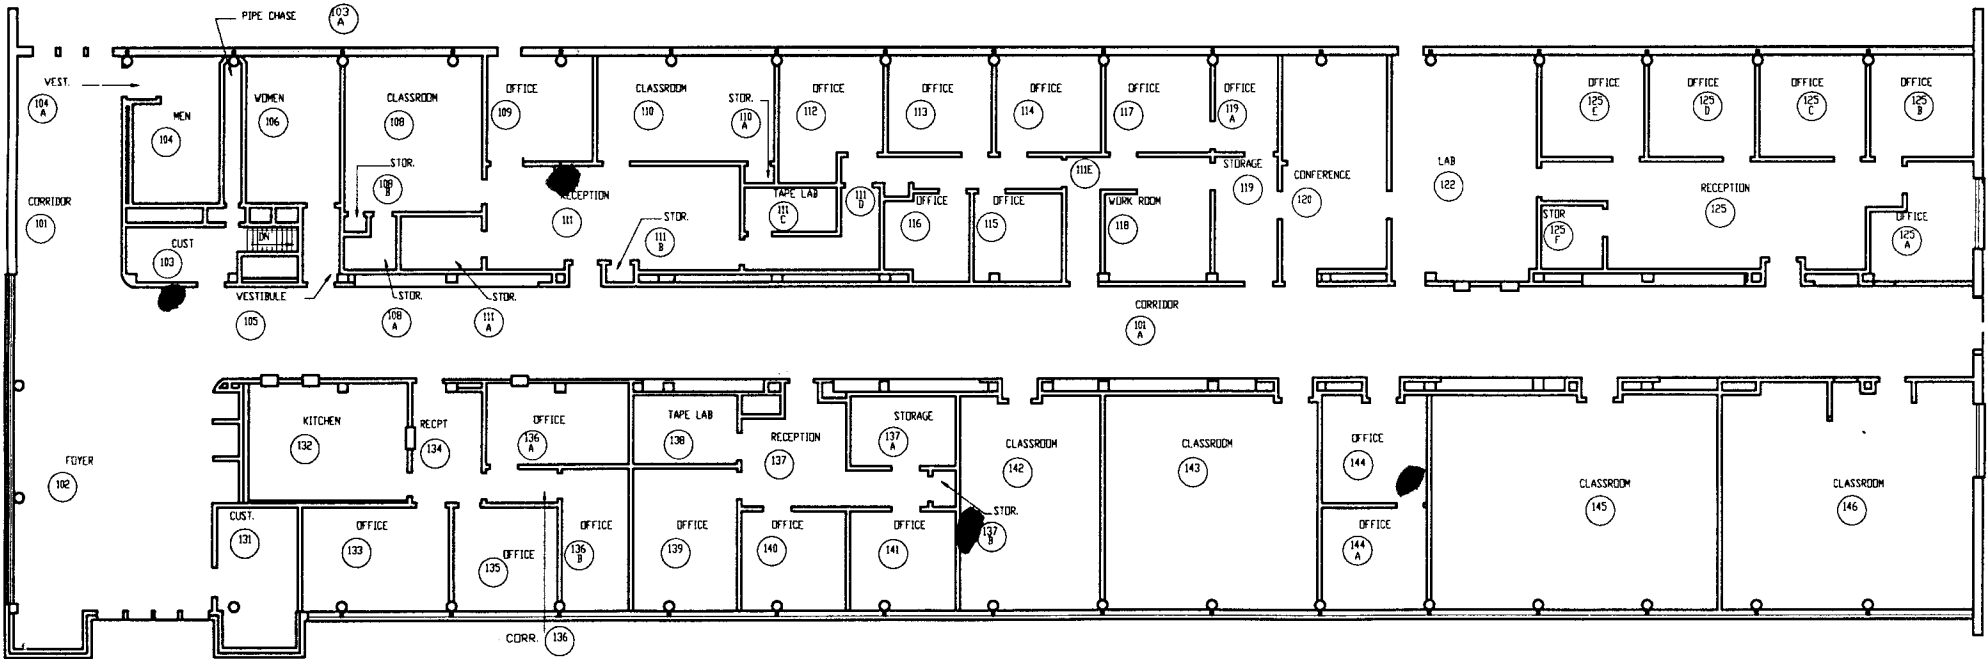 PIPE CHASE
103
A
VEST.
104
A
MEN
104
WOMEN
106
CLASSROOM
108
OFFICE
109
CLASSROOM
110
STOR.
110
A
OFFICE
112
OFFICE
113
OFFICE
114
OFFICE
117
OFFICE
119
A
OFFICE
125
E
OFFICE
125
D
OFFICE
125
C
OFFICE
125
B
STOR.
108
B
RECEPTION
111
TAPE LAB
111
C
111
D
111E
STORAGE
119
CONFERENCE
120
LAB
122
RECEPTION
125
CORRIDOR
101
CUST
103
DN
STOR.
111
B
OFFICE
116
OFFICE
115
WORK ROOM
118
STOR
125
F
OFFICE
125
A
VESTIBULE
105
STOR.
108
A
STOR.
111
A
CORRIDOR
101
A
KITCHEN
132
RECPT
134
OFFICE
136
A
TAPE LAB
138
RECEPTION
137
STORAGE
137
A
CLASSROOM
142
CLASSROOM
143
OFFICE
144
CLASSROOM
145
CLASSROOM
146
FOYER
102
CUST.
131
OFFICE
133
OFFICE
135
OFFICE
136
B
OFFICE
139
OFFICE
140
OFFICE
141
STOR.
137
B
OFFICE
144
A
CORR.
136